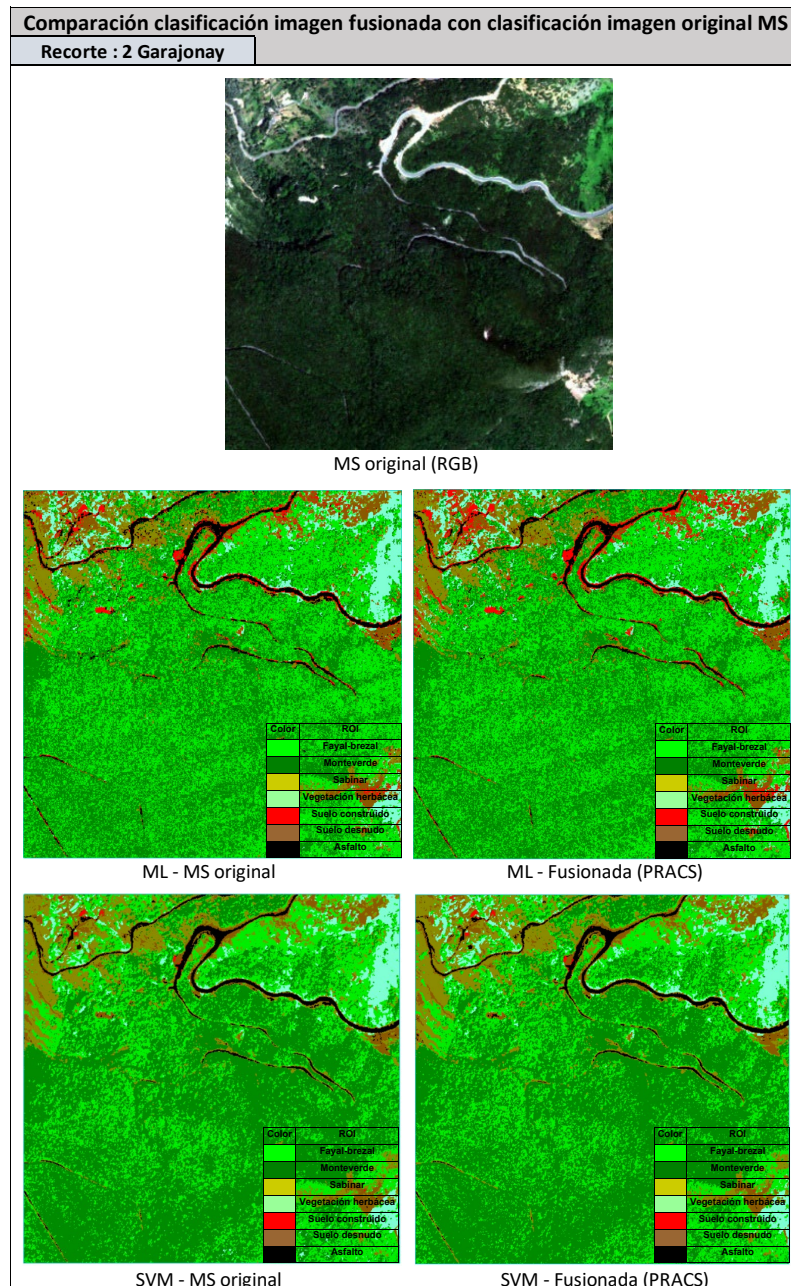 Comparación clasificación imagen fusionada con clasificación imagen original MS
Recorte : 2 Garajonay
MS original (RGB)
Color ROI
Fayal-brezal
Monteverde
Sabinar
Vegetación herbácea
Suelo construido
Suelo desnudo
Asfalto
Color ROI
Fayal-brezal
Monteverde
Sabinar
Vegetación herbácea
Suelo construido
Suelo desnudo
Asfalto
ML - MS original
ML - Fusionada (PRACS)
Color ROI
Fayal-brezal
Monteverde
Sabinar
Vegetación herbácea
Suelo construido
Suelo desnudo
Asfalto
Color ROI
Fayal-brezal
Monteverde
Sabinar
Vegetación herbácea
Suelo construido
Suelo desnudo
Asfalto
SVM - MS original
SVM - Fusionada (PRACS)